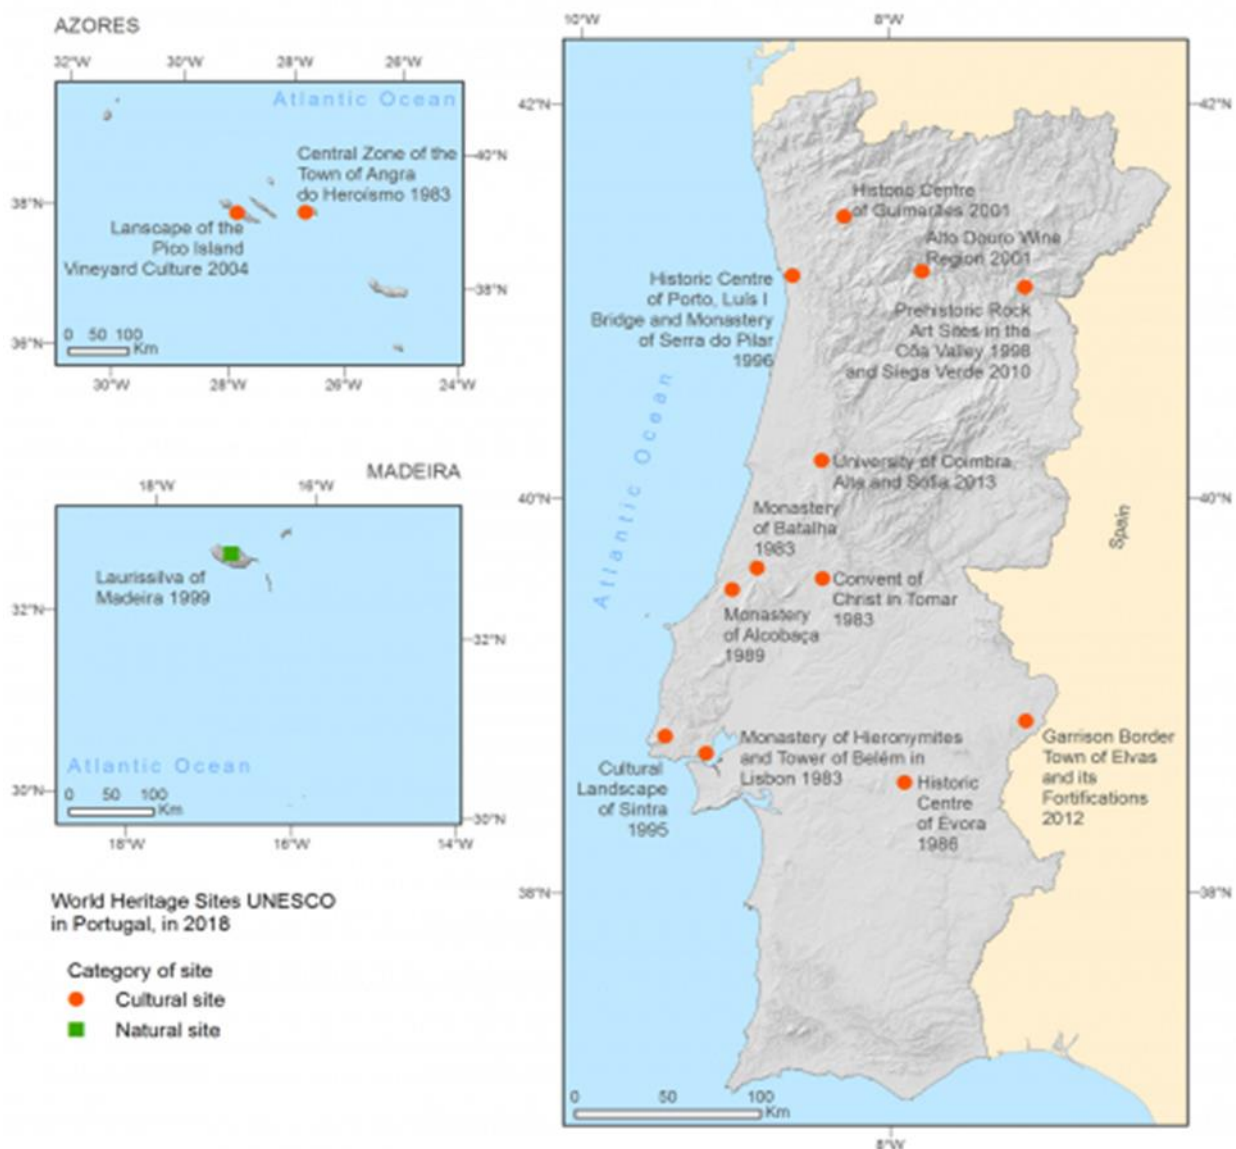 AZORES
32°W 30°W 28°W 26°W
Atlantic Ocean
Central Zone of the
Town of Angra
do Heroísmo 1983
40°N
38°N
Lanscape of the
Pico Island
Vineyard Culture 2004
38°N
0 50 100
Km
36°N
30°W 28°W 26°W 24°W
MADEIRA
18°W 16°W
Laurissilva of
Madeira 1999
32°N
32°N
Atlantic Ocean
30°N
0 50 100
Km
30°N
18°W 16°W 14°W
World Heritage Sites UNESCO
in Portugal, in 2018
Category of site
Cultural site
Natural site
10°W 8°W
42°N
42°N
Historic Centre
of Guimarães 2001
Alto Douro Wine
Region 2001
Historic Centre
of Porto, Luís I
Bridge and Monastery
of Serra do Pilar
1996
Prehistoric Rock
Art Sites in the
Côa Valley 1998
and Siega Verde 2010
Atlantic Ocean
University of Coimbra,
Alta and Sofia 2013
40°N
40°N
Spain
Monastery
of Batalha
1983
Convent of
Christ in Tomar
1983
Monastery
of Alcobaça
1989
Monastery of Hieronymites
and Tower of Belém in
Lisbon 1983
Garrison Border
Town of Elvas
and its
Fortifications
2012
Cultural
Landscape
of Sintra
1995
Historic
Centre
of Évora
1986
38°N
38°N
0 50 100
Km
8°W